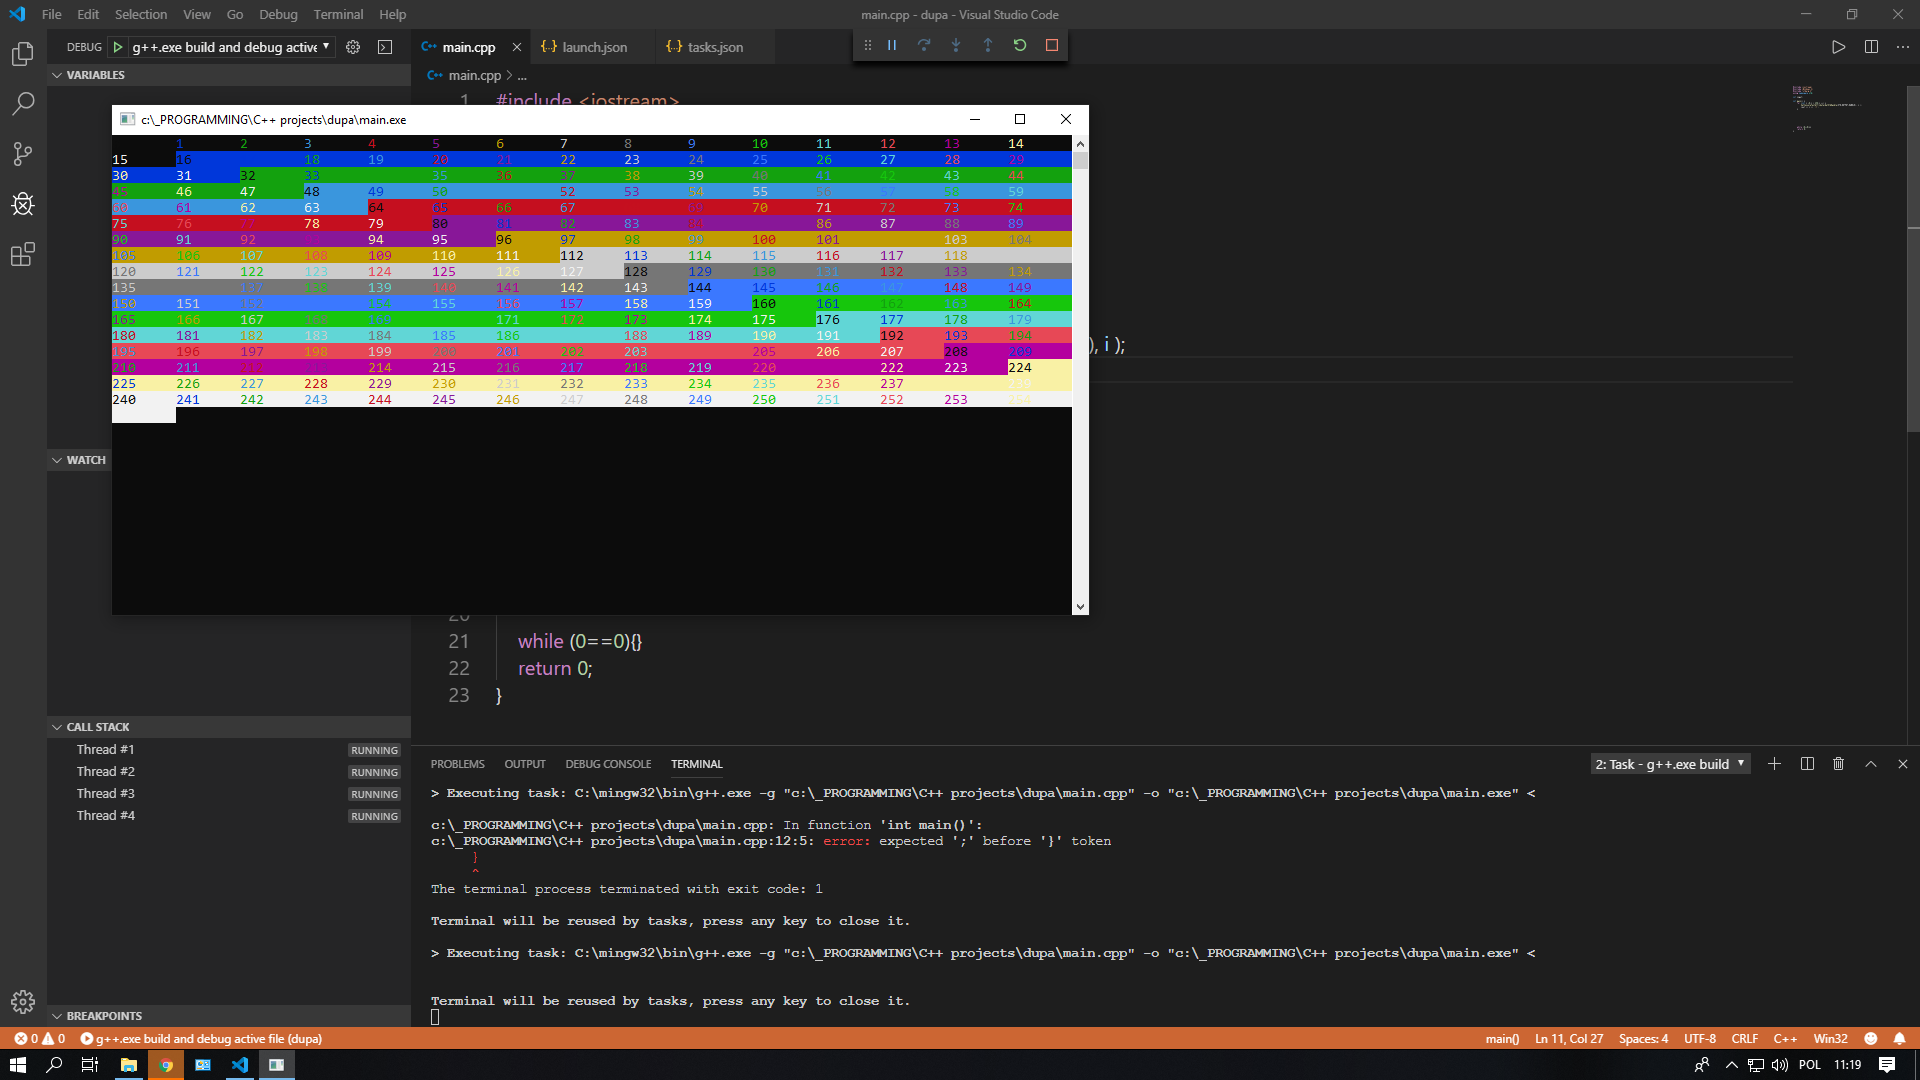 File Edit Selection View Go Debug Terminal Help
main.cpp - dupa - Visual Studio Code
DEBUG g++.exe build and debug active
main.cpp
launch.json
tasks.json
VARIABLES
main.cpp > ...
1 #include <iostream>
c:\_PROGRAMMING\C++ projects\dupa\main.exe
1 2 3 4 5 6 7 8 9 10 11 12 13 14
15 16 18 19 20 21 22 23 24 25 26 27 28 29
30 31 32 33 35 36 37 38 39 40 41 42 43 44
45 46 47 48 49 50 52 53 54 55 56 57 58 59
60 61 62 63 64 65 66 67 69 70 71 72 73 74
75 76 78 79 80 81 82 83 84 86 87 88 89
90 91 92 94 95 96 97 98 99 100 101 103 104
105 106 107 108 109 110 111 112 113 114 115 116 117 118
120 121 122 123 124 125 126 127 128 129 130 131 132 133 134
135 137 138 139 140 141 142 143 144 145 146 147 148 149
150 151 152 154 155 156 157 158 159 160 161 162 163 164
165 166 167 168 169 171 172 173 174 175 176 177 178 179
180 181 182 183 184 185 186 188 189 190 191 192 193 194
195 196 197 198 199 200 201 202 203 205 206 207 208 209
210 211 214 215 216 217 218 219 220 222 223 224
225 226 227 228 229 230 231 232 233 234 235 236 237 239
240 241 242 243 244 245 246 247 248 249 250 251 252 253 254
), i );
WATCH
20
21 while (0==0){}
22 return 0;
23 }
CALL STACK
Thread #1 RUNNING
Thread #2 RUNNING
Thread #3 RUNNING
Thread #4 RUNNING
BREAKPOINTS
PROBLEMS OUTPUT DEBUG CONSOLE TERMINAL
2: Task - g++.exe build
> Executing task: C:\mingw32\bin\g++.exe -g "c:\_PROGRAMMING\C++ projects\dupa\main.cpp" -o "c:\_PROGRAMMING\C++ projects\dupa\main.exe" <
c:\_PROGRAMMING\C++ projects\dupa\main.cpp: In function 'int main()':
c:\_PROGRAMMING\C++ projects\dupa\main.cpp:12:5: error: expected ';' before '}' token
}
^
The terminal process terminated with exit code: 1
Terminal will be reused by tasks, press any key to close it.
> Executing task: C:\mingw32\bin\g++.exe -g "c:\_PROGRAMMING\C++ projects\dupa\main.cpp" -o "c:\_PROGRAMMING\C++ projects\dupa\main.exe" <
Terminal will be reused by tasks, press any key to close it.
0 0 g++.exe build and debug active file (dupa)
main() Ln 11, Col 27 Spaces: 4 UTF-8 CRLF C++ Win32
POL 11:19